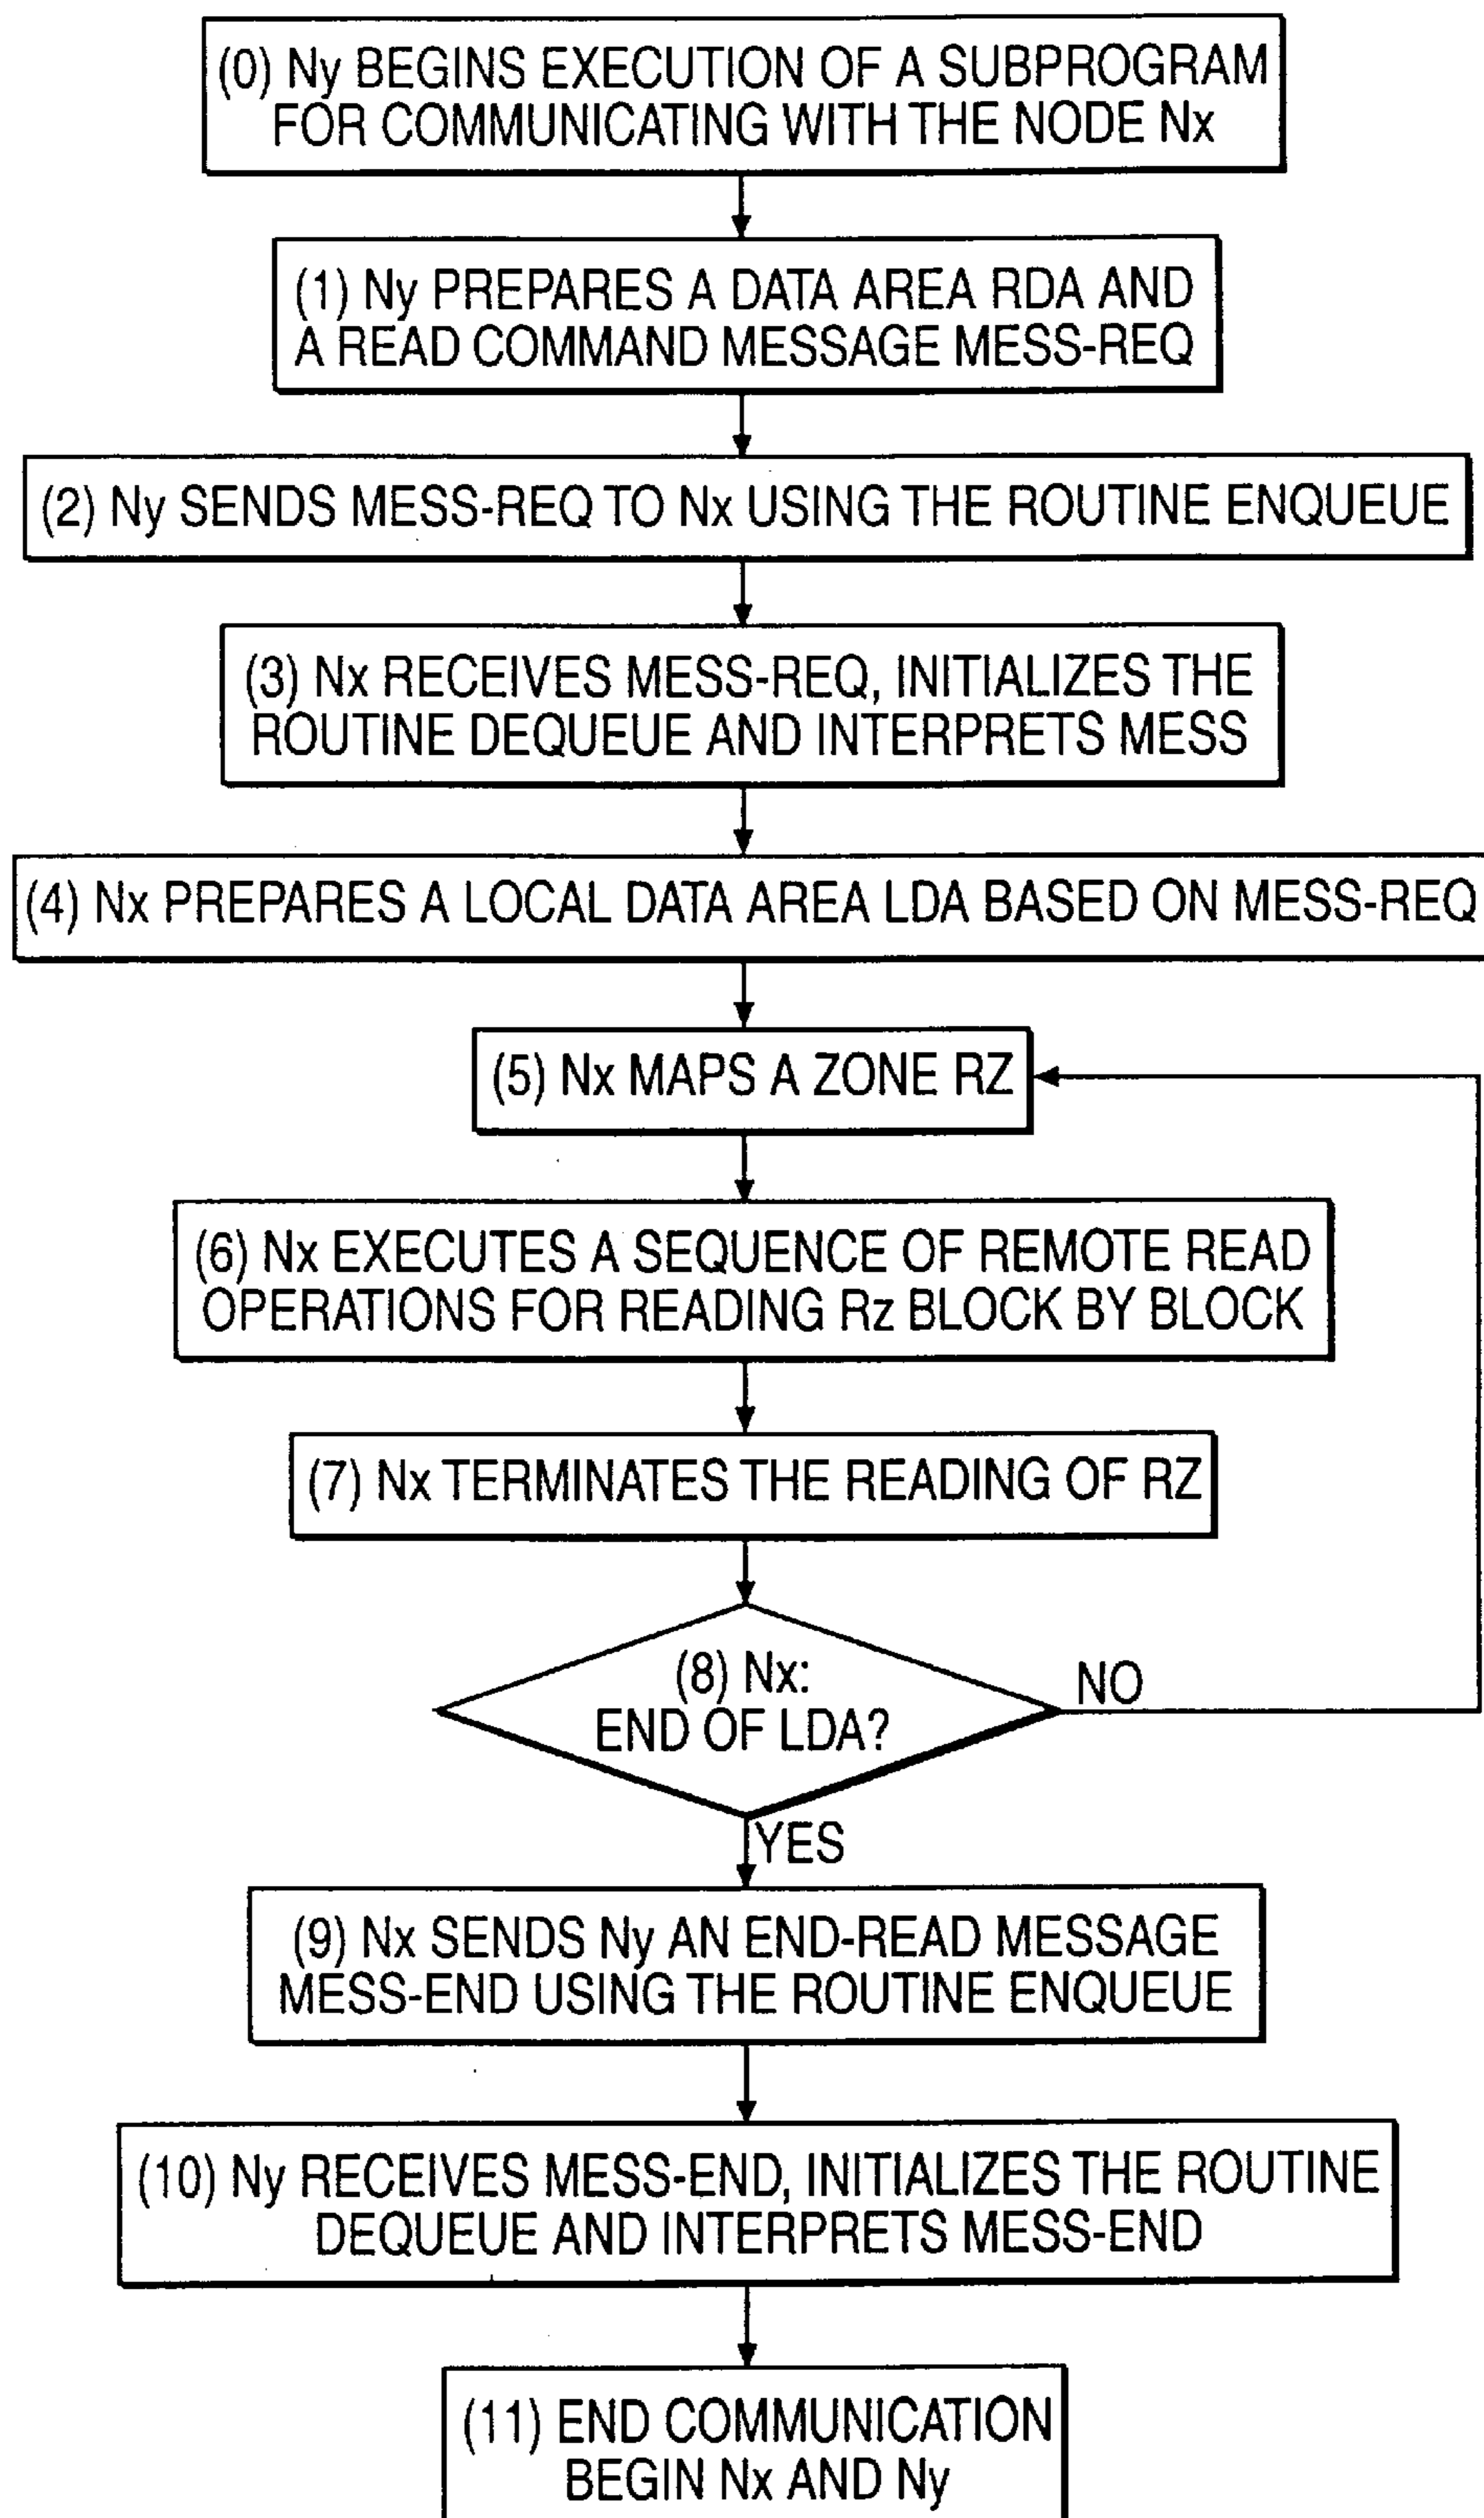 (0) Ny BEGINS EXECUTION OF A SUBPROGRAM
FOR COMMUNICATING WITH THE NODE Nx
(1) Ny PREPARES A DATA AREA RDA AND
A READ COMMAND MESSAGE MESS-REQ
(2) Ny SENDS MESS-REQ TO Nx USING THE ROUTINE ENQUEUE
(3) Nx RECEIVES MESS-REQ, INITIALIZES THE
ROUTINE DEQUEUE AND INTERPRETS MESS
(4) Nx PREPARES A LOCAL DATA AREA LDA BASED ON MESS-REQ
(5) Nx MAPS A ZONE RZ
(6) Nx EXECUTES A SEQUENCE OF REMOTE READ
OPERATIONS FOR READING Rz BLOCK BY BLOCK
(7) Nx TERMINATES THE READING OF RZ
(8) Nx:
END OF LDA?
NO
YES
(9) Nx SENDS Ny AN END-READ MESSAGE
MESS-END USING THE ROUTINE ENQUEUE
(10) Ny RECEIVES MESS-END, INITIALIZES THE ROUTINE
DEQUEUE AND INTERPRETS MESS-END
(11) END COMMUNICATION
BEGIN Nx AND Ny